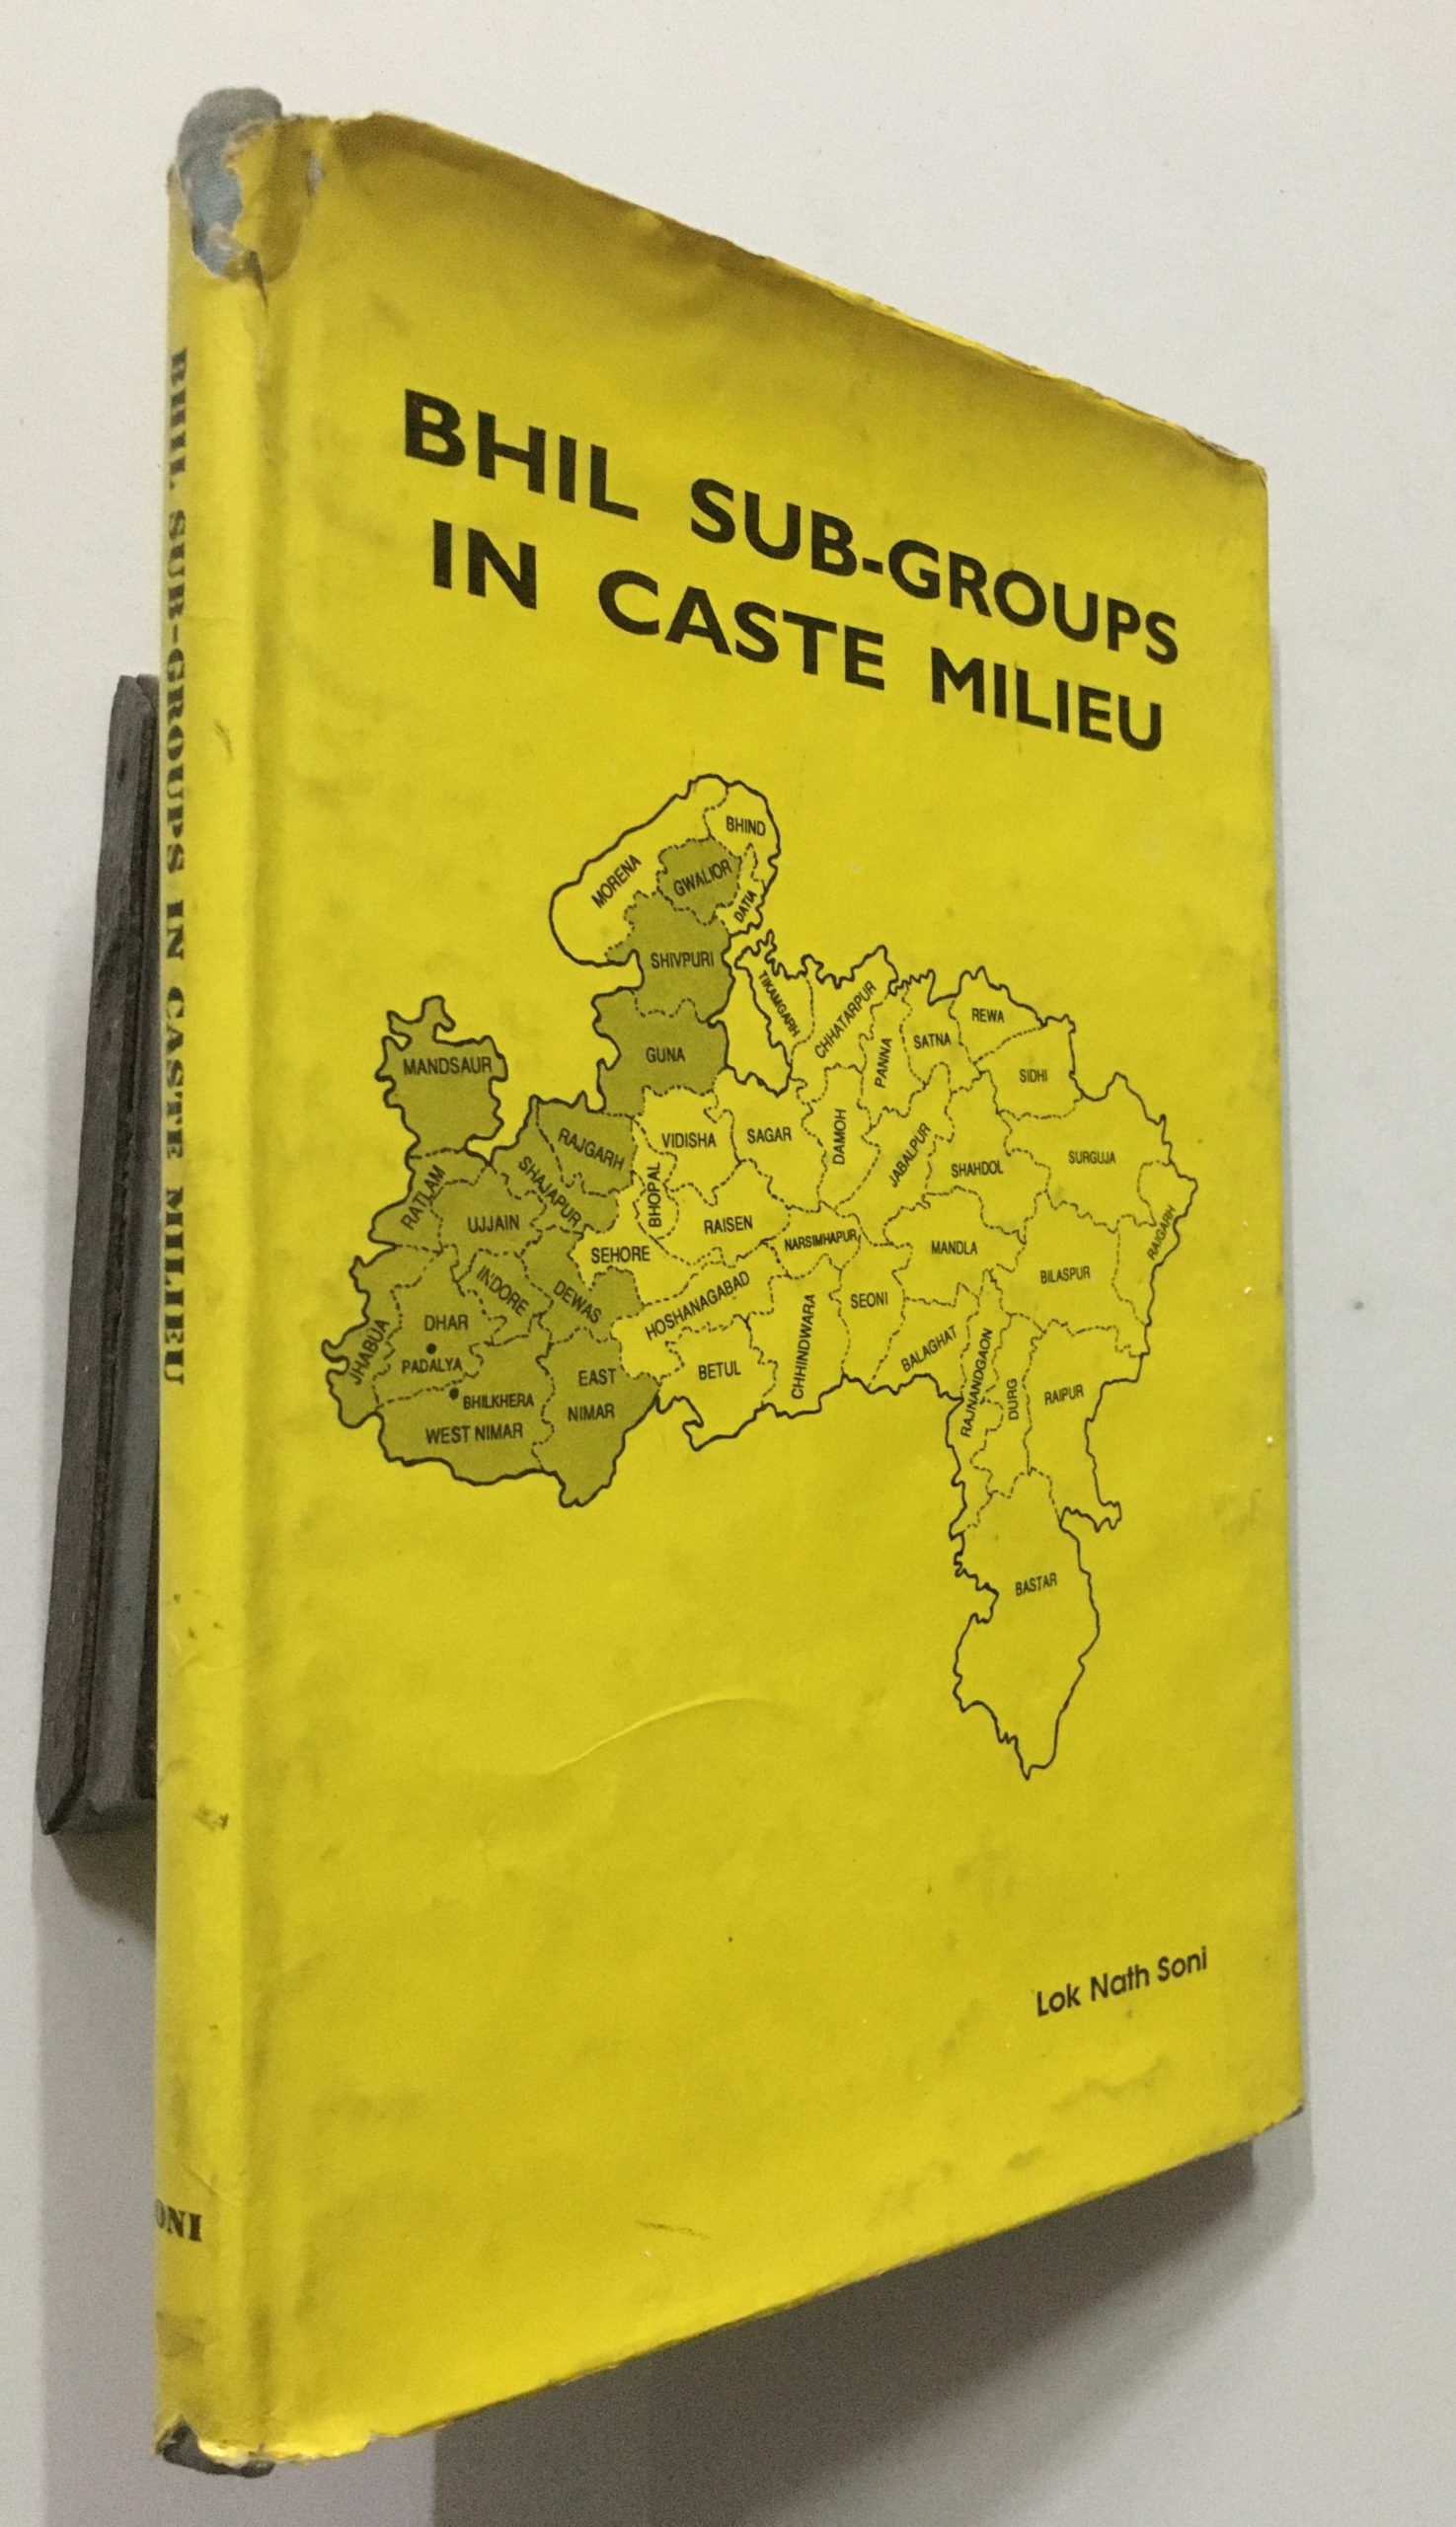 BHIL SUB-GROUPS IN CASTE MILIEU
ONI
BHIL SUB-GROUPS
IN CASTE MILIEU
BHIND
MORENA
GWALIOR
DATIA
SHIVPURI
TIKAMGARH
CHHATARPUR
REWA
PANNA
SATNA
MANDSAUR
GUNA
SIDHI
RAJGARH
VIDISHA
SAGAR
DAMOH
JABALPUR
SHAHDOL
SURGUJA
RATLAM
SHAJAPUR
BHOPAL
UJJAIN
RAISEN
NARSIMHAPUR
MANDLA
RAIGARH
SEHORE
INDORE
DEWAS
HOSHANAGABAD
SEONI
BILASPUR
DHAR
JHABUA
PADALYA
EAST
NIMAR
BETUL
CHHINDWARA
BALAGHAT
RAJNANDGAON
DURG
RAIPUR
BHILKHERA
WEST NIMAR
BASTAR
Lok Nath Soni